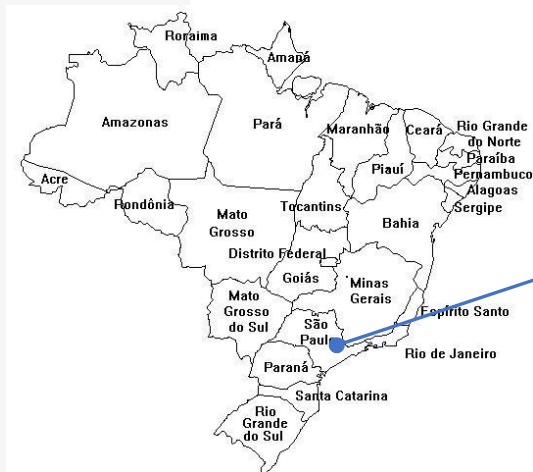 Roraima
Amapá
Amazonas
Pará
Maranhão
Ceará
Rio Grande
do Norte
Paraíba
Piauí
Pernambuco
Acre
Alagoas
Rondônia
Tocantins
Sergipe
Mato
Grosso
Bahia
Distrito Federal
Goiás
Minas
Gerais
Mato
Grosso
do Sul
Espírito Santo
São
Paulo
Rio de Janeiro
Paraná
Santa Catarina
Rio
Grande
do Sul